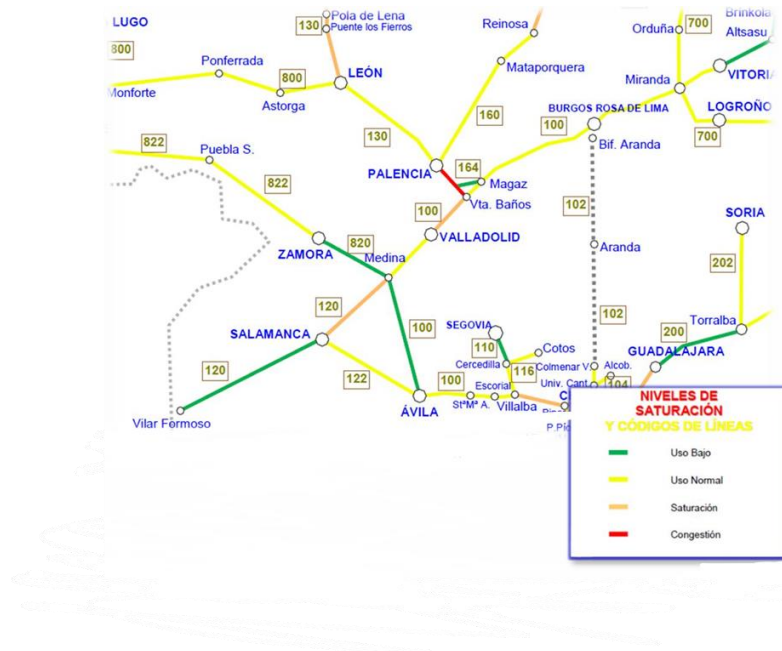 LUGO
Pola de Lena
130
Puente los Fierros
Reinosa
Orduña
700
Brinkola
Altsasu
800
Ponferrada
LEÓN
800
Monforte
Astorga
Mataporquera
Miranda
VITORI
130
160
100
BURGOS ROSA DE LIMA
LOGROÑO
700
822
Puebla S.
Bif. Aranda
PALENCIA
164
Magaz
822
Vta. Baños
102
100
SORIA
VALLADOLID
820
ZAMORA
Medina
Aranda
202
120
102
Torralba
SALAMANCA
100
SEGOVIA
200
110
Cotos
GUADALAJARA
Cercedilla
Colmenar V.
Alcob.
120
122
100
116
Escorial
Univ. Cant.
104
ÁVILA
StªMª A.
Villalba
Vilar Formoso
NIVELES DE
SATURACIÓN
Y CÓDIGOS DE LÍNEAS
Uso Bajo
Uso Normal
Saturación
Congestión